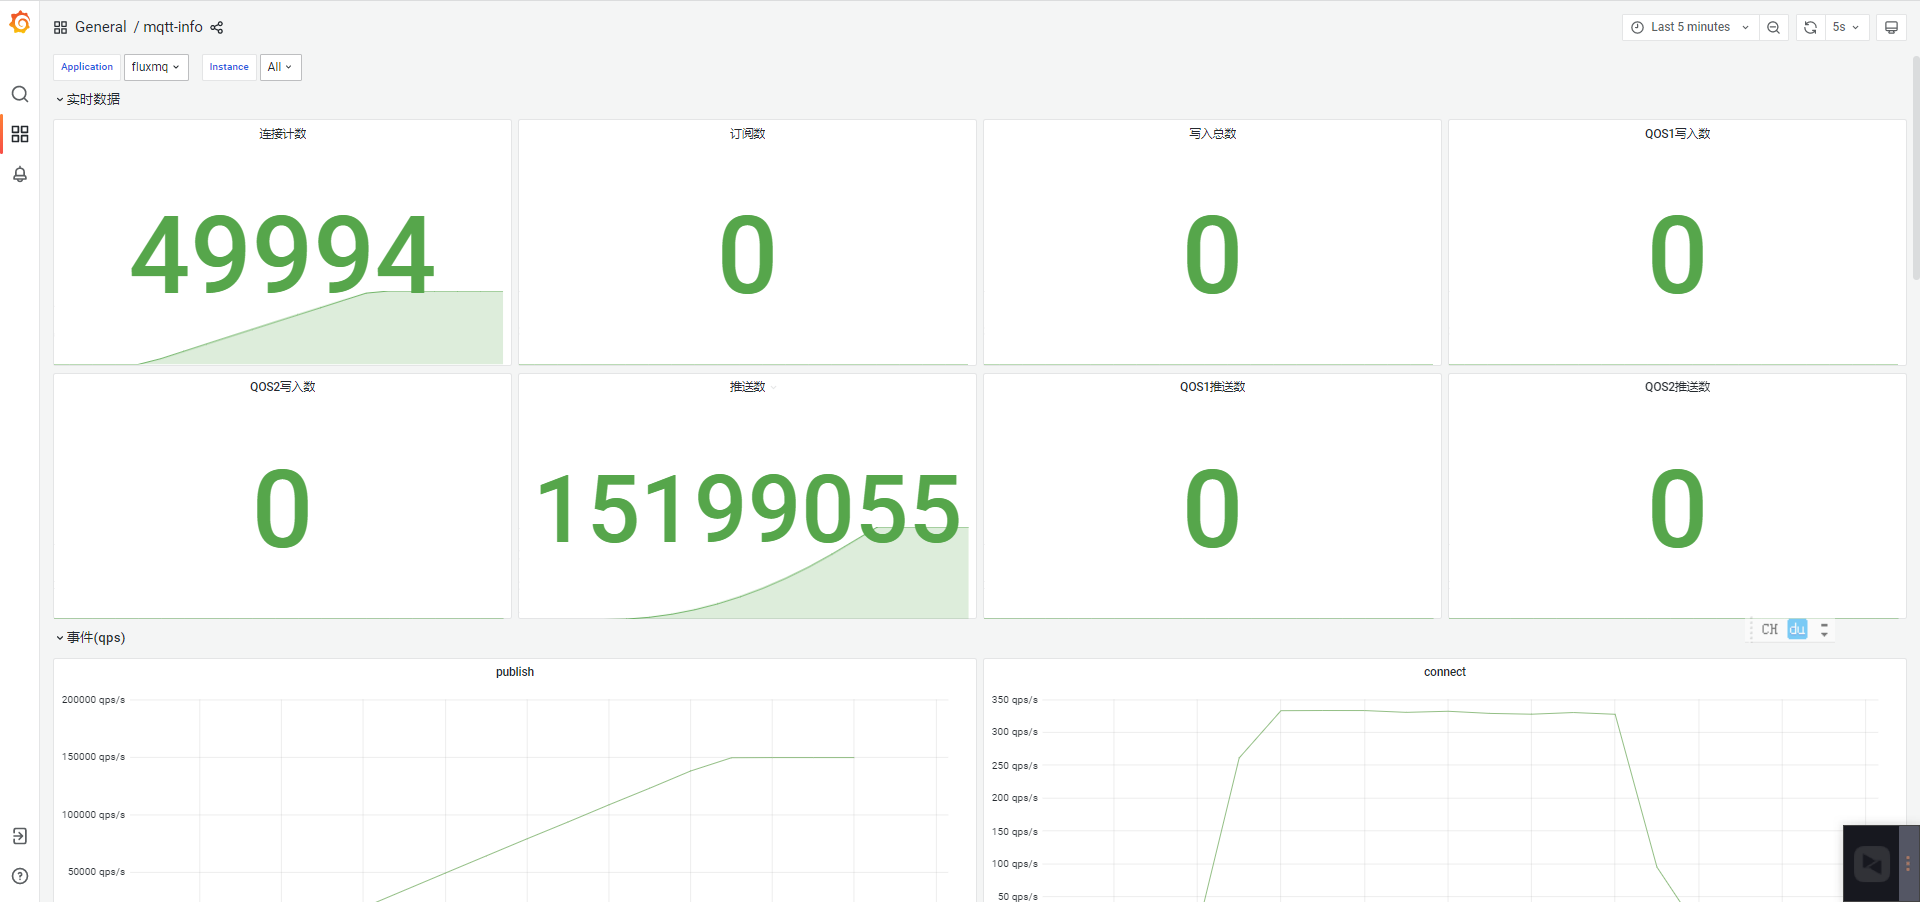 General / mqtt-info
Last 5 minutes
5s
Application
fluxmq
Instance
All
实时数据
连接计数
订阅数
写入总数
QOS1写入数
49994
0
0
0
QOS2写入数
推送数
QOS1推送数
QOS2推送数
0
15199055
0
0
事件(qps)
CH du
publish
200000 qps/s
150000 qps/s
100000 qps/s
50000 qps/s
connect
350 qps/s
300 qps/s
250 qps/s
200 qps/s
150 qps/s
100 qps/s
50 qps/s